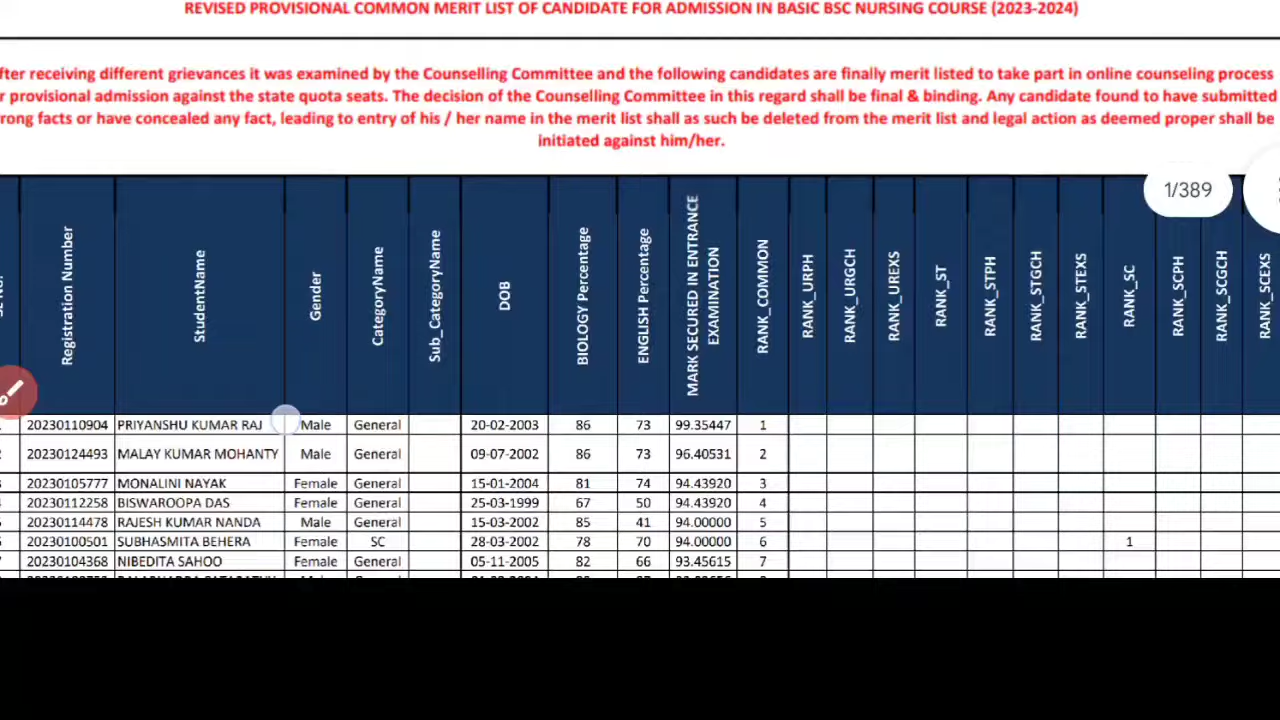 REVISED PROVISIONAL COMMON MERIT LIST OF CANDIDATE FOR ADMISSION IN BASIC BSC NURSING COURSE (2023-2024)
fter receiving different grievances it was examined by the Counselling Committee and the following candidates are finally merit listed to take part in online counseling process
r provisional admission against the state quota seats. The decision of the Counselling Committee in this regard shall be final & binding. Any candidate found to have submitted
rong facts or have concealed any fact, leading to entry of his / her name in the merit list shall as such be deleted from the merit list and legal action as deemed proper shall be
initiated against him/her.
1/389
Registration Number StudentName Gender CategoryName Sub_CategoryName DOB BIOLOGY Percentage ENGLISH Percentage MARK SECURED IN ENTRANCE EXAMINATION RANK_COMMON RANK_URPH RANK_URGCH RANK_UREXS RANK_ST RANK_STPH RANK_STGCH RANK_STEXS RANK_SC RANK_SCPH RANK_SCGCH RANK_SCEXS
20230110904 PRIYANSHU KUMAR RAJ Male General 20-02-2003 86 73 99.35447 1
20230124493 MALAY KUMAR MOHANTY Male General 09-07-2002 86 73 96.40531 2
20230105777 MONALINI NAYAK Female General 15-01-2004 81 74 94.43920 3
20230112258 BISWAROOPA DAS Female General 25-03-1999 67 50 94.43920 4
20230114478 RAJESH KUMAR NANDA Male General 15-03-2002 85 41 94.00000 5
20230100501 SUBHASMITA BEHERA Female SC 28-03-2002 78 70 94.00000 6 1
20230104368 NIBEDITA SAHOO Female General 05-11-2005 82 66 93.45615 7